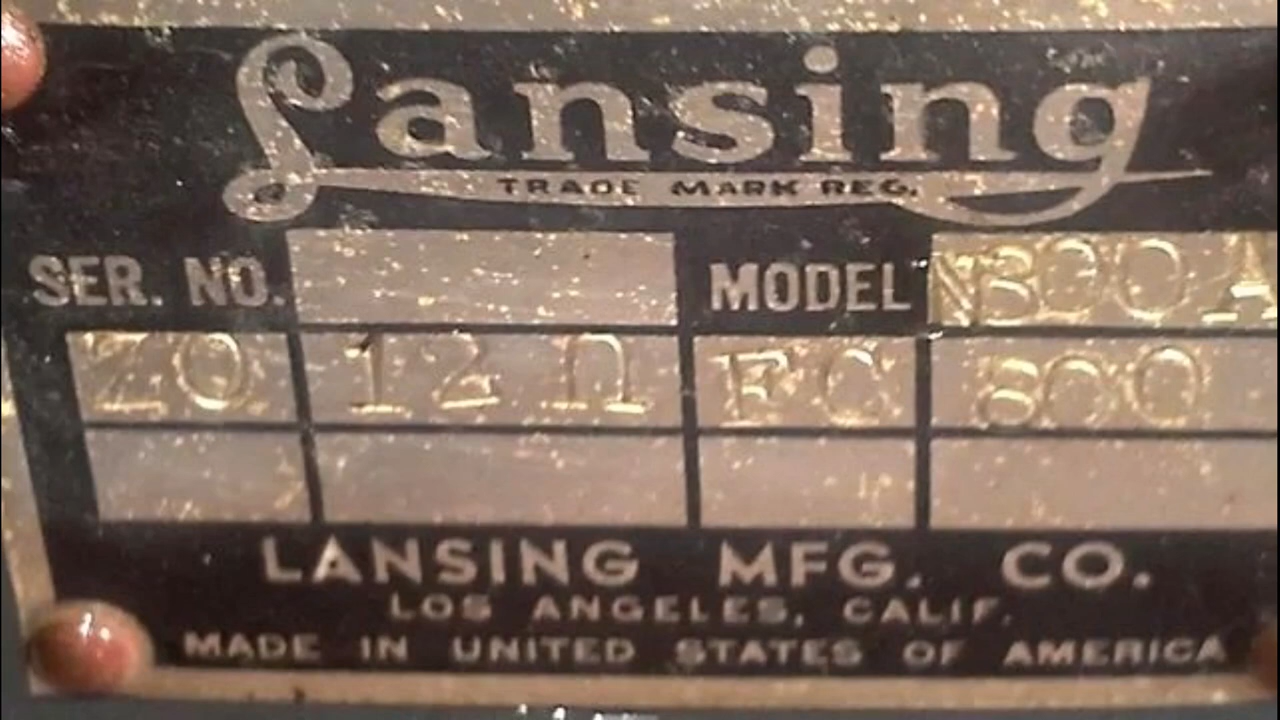 Lansing
TRADE MARK REG.
SER. NO. MODEL N800A
ZO 12 Ω FC 800
LANSING MFG. CO.
LOS ANGELES, CALIF.
MADE IN UNITED STATES OF AMERICA